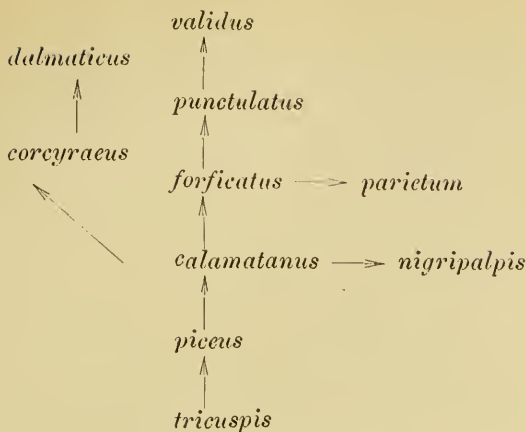 validus
dalmaticus
punctulatus
corcyraeus
forficatus parietum
calamatanus nigripalpis
piceus
tricuspis